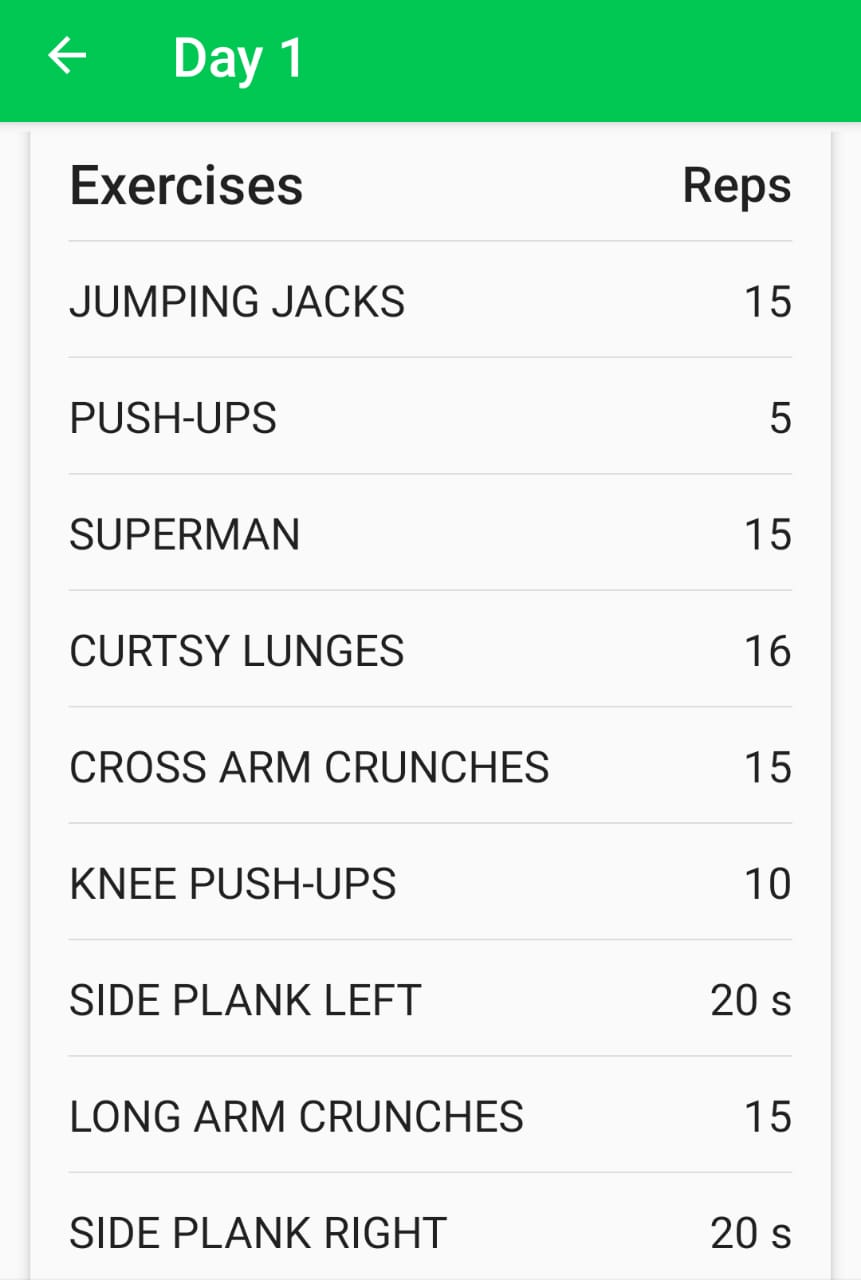 Day 1
Exercises Reps
JUMPING JACKS 15
PUSH-UPS 5
SUPERMAN 15
CURTSY LUNGES 16
CROSS ARM CRUNCHES 15
KNEE PUSH-UPS 10
SIDE PLANK LEFT 20 s
LONG ARM CRUNCHES 15
SIDE PLANK RIGHT 20 s